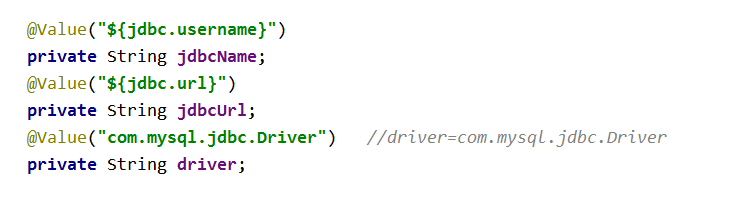 @Value("${jdbc.username}")
private String jdbcName;
@Value("${jdbc.url}")
private String jdbcUrl;
@Value("com.mysql.jdbc.Driver")   //driver=com.mysql.jdbc.Driver
private String driver;